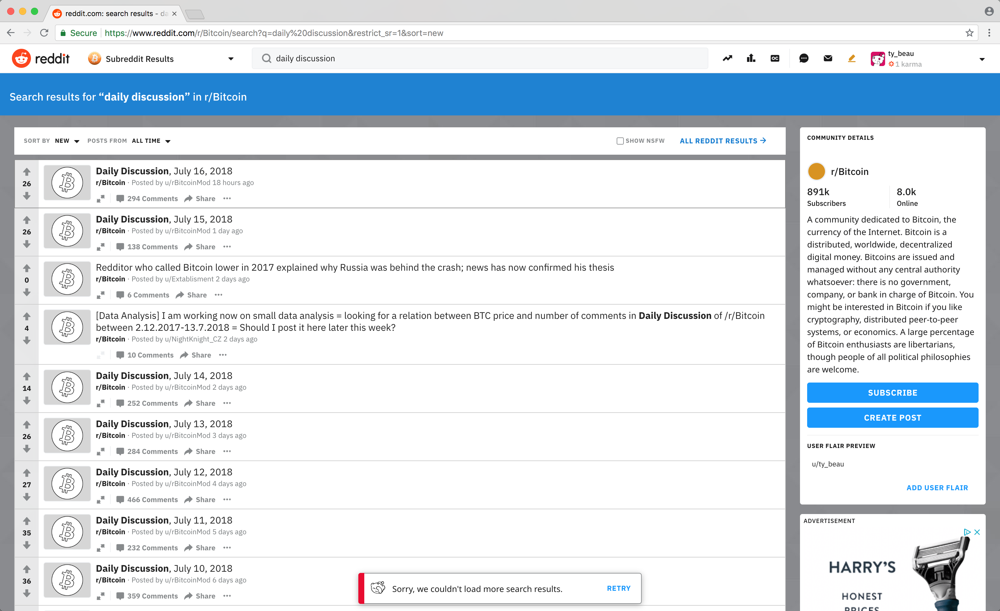 reddit.com: search results - da
Secure https://www.reddit.com/r/Bitcoin/search?q=daily%20discussion&restrict_sr=1&sort=new
reddit Subreddit Results daily discussion OC ty_beau
1 karma
Search results for “daily discussion” in r/Bitcoin
SORT BY NEW POSTS FROM ALL TIME SHOW NSFW ALL REDDIT RESULTS
26
Daily Discussion, July 16, 2018
r/Bitcoin · Posted by u/rBitcoinMod 18 hours ago
294 Comments Share
26
Daily Discussion, July 15, 2018
r/Bitcoin · Posted by u/rBitcoinMod 1 day ago
138 Comments Share
0
Redditor who called Bitcoin lower in 2017 explained why Russia was behind the crash; news has now confirmed his thesis
r/Bitcoin · Posted by u/Extablisment 2 days ago
6 Comments Share
4
[Data Analysis] I am working now on small data analysis = looking for a relation between BTC price and number of comments in Daily Discussion of /r/Bitcoin
between 2.12.2017-13.7.2018 = Should I post it here later this week?
r/Bitcoin · Posted by u/NightKnight_CZ 2 days ago
10 Comments Share
14
Daily Discussion, July 14, 2018
r/Bitcoin · Posted by u/rBitcoinMod 2 days ago
252 Comments Share
26
Daily Discussion, July 13, 2018
r/Bitcoin · Posted by u/rBitcoinMod 3 days ago
284 Comments Share
27
Daily Discussion, July 12, 2018
r/Bitcoin · Posted by u/rBitcoinMod 4 days ago
466 Comments Share
35
Daily Discussion, July 11, 2018
r/Bitcoin · Posted by u/rBitcoinMod 5 days ago
232 Comments Share
36
Daily Discussion, July 10, 2018
r/Bitcoin · Posted by u/rBitcoinMod 6 days ago
359 Comments Share
Sorry, we couldn't load more search results. RETRY
COMMUNITY DETAILS
r/Bitcoin
891k 8.0k
Subscribers Online
A community dedicated to Bitcoin, the
currency of the Internet. Bitcoin is a
distributed, worldwide, decentralized
digital money. Bitcoins are issued and
managed without any central authority
whatsoever: there is no government,
company, or bank in charge of Bitcoin. You
might be interested in Bitcoin if you like
cryptography, distributed peer-to-peer
systems, or economics. A large percentage
of Bitcoin enthusiasts are libertarians,
though people of all political philosophies
are welcome.
SUBSCRIBE
CREATE POST
USER FLAIR PREVIEW
u/ty_beau
ADD USER FLAIR
ADVERTISEMENT
HARRY'S
HONEST
PRICES